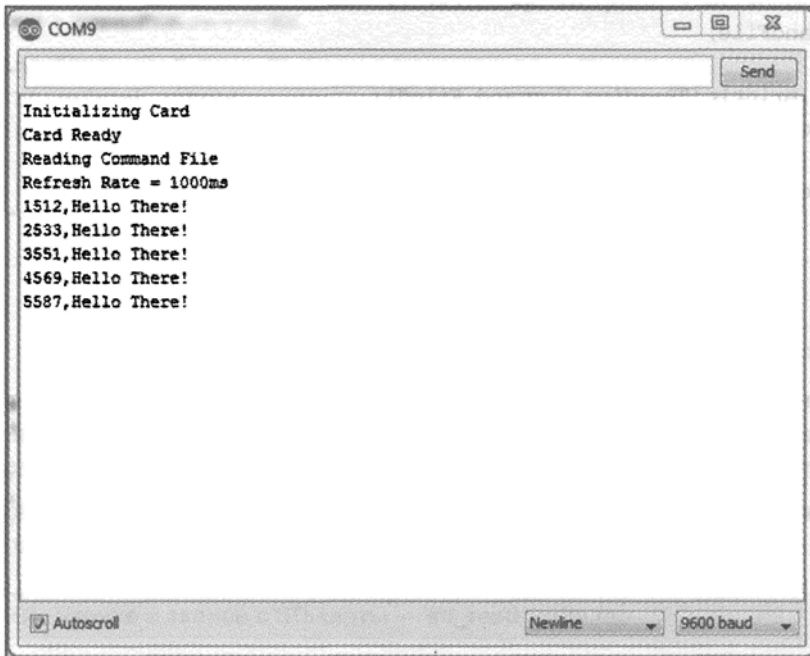 COM9
Send
Initializing Card
Card Ready
Reading Command File
Refresh Rate = 1000ms
1512,Hello There!
2533,Hello There!
3551,Hello There!
4569,Hello There!
5587,Hello There!
Autoscroll
Newline
9600 baud